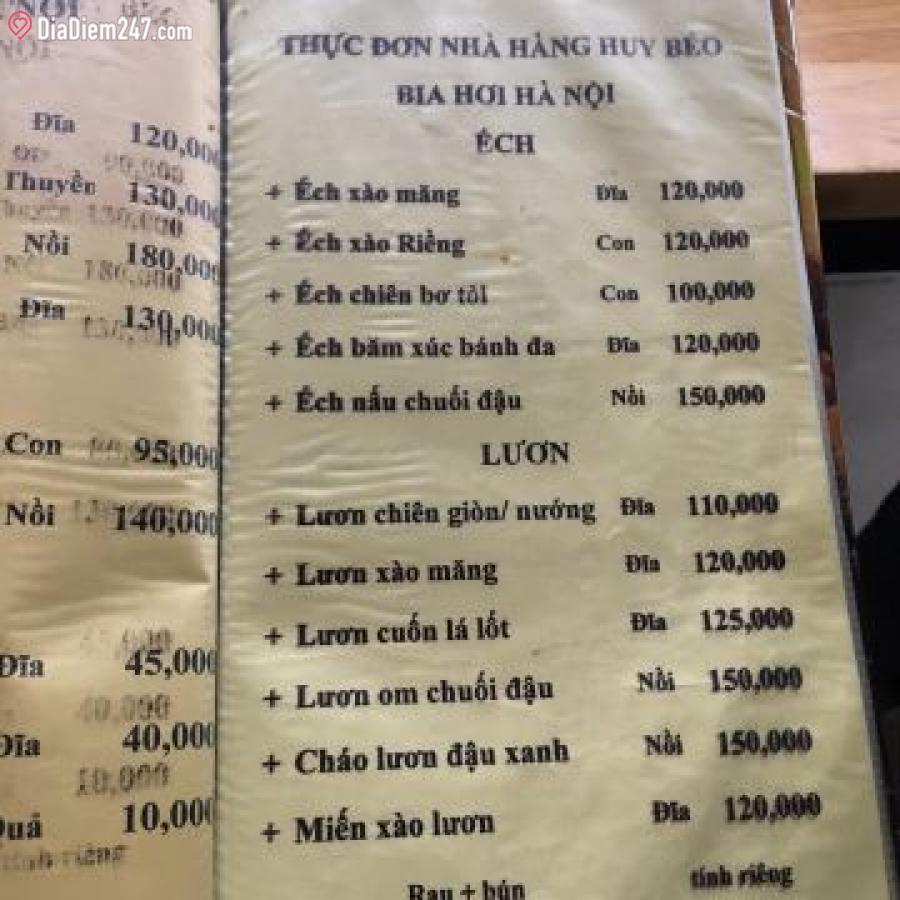 DiaDiem247.com
Đĩa 120,000
Thuyền 130,000
Nồi 180,000
Đĩa 130,000
Con 95,000
Nồi 140,000
Đĩa 45,000
Đĩa 40,000
Quả 10,000
THỰC ĐƠN NHÀ HÀNG HUY BÉO
BIA HƠI HÀ NỘI
ẾCH
+ Ếch xào măng Đĩa 120,000
+ Ếch xào Riềng Con 120,000
+ Ếch chiên bơ tỏi Con 100,000
+ Ếch băm xúc bánh đa Đĩa 120,000
+ Ếch nấu chuối đậu Nồi 150,000
LƯƠN
+ Lươn chiên giòn/ nướng Đĩa 110,000
+ Lươn xào măng Đĩa 120,000
+ Lươn cuốn lá lốt Đĩa 125,000
+ Lươn om chuối đậu Nồi 150,000
+ Cháo lươn đậu xanh Nồi 150,000
+ Miến xào lươn Đĩa 120,000
Rau + bún tính riêng